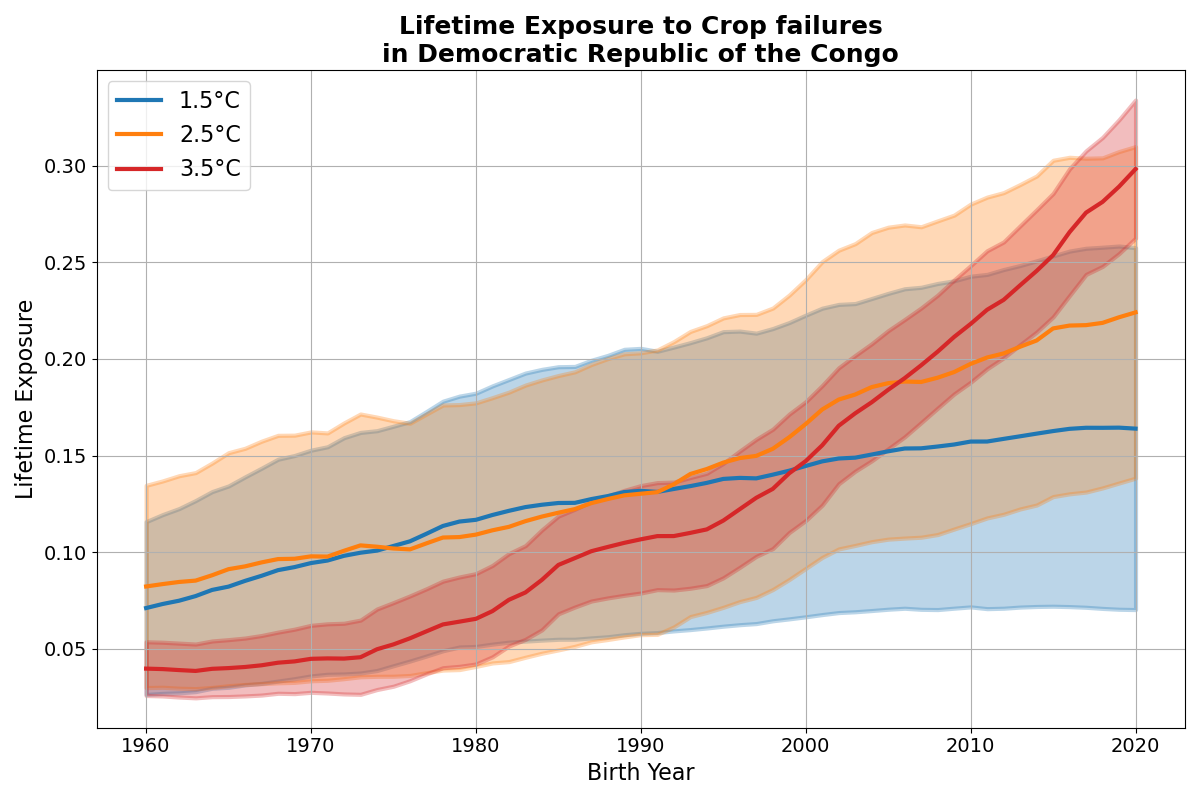 Lifetime Exposure to Crop failures
in Democratic Republic of the Congo
1.5°C
2.5°C
3.5°C
Lifetime Exposure
0.30
0.25
0.20
0.15
0.10
0.05
1960 1970 1980 1990 2000 2010 2020
Birth Year